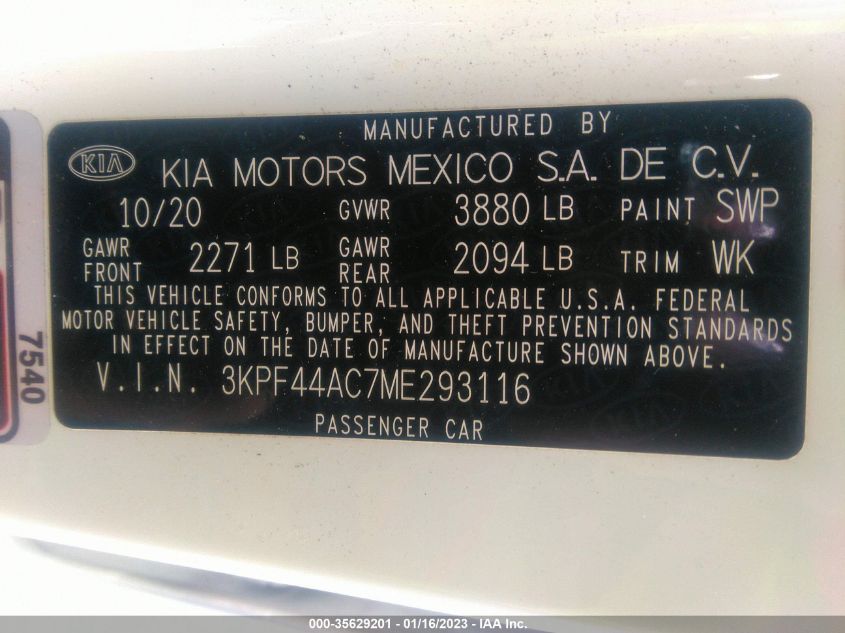 MANUFACTURED BY
KIA KIA MOTORS MEXICO S.A. DE C.V.
10/20 GVWR 3880 LB PAINT SWP
GAWR FRONT 2271 LB GAWR REAR 2094 LB TRIM WK
THIS VEHICLE CONFORMS TO ALL APPLICABLE U.S.A. FEDERAL
MOTOR VEHICLE SAFETY, BUMPER, AND THEFT PREVENTION STANDARDS
IN EFFECT ON THE DATE OF MANUFACTURE SHOWN ABOVE.
V.I.N. 3KPF44AC7ME293116
PASSENGER CAR
7540
000-35629201 - 01/16/2023 - IAA Inc.